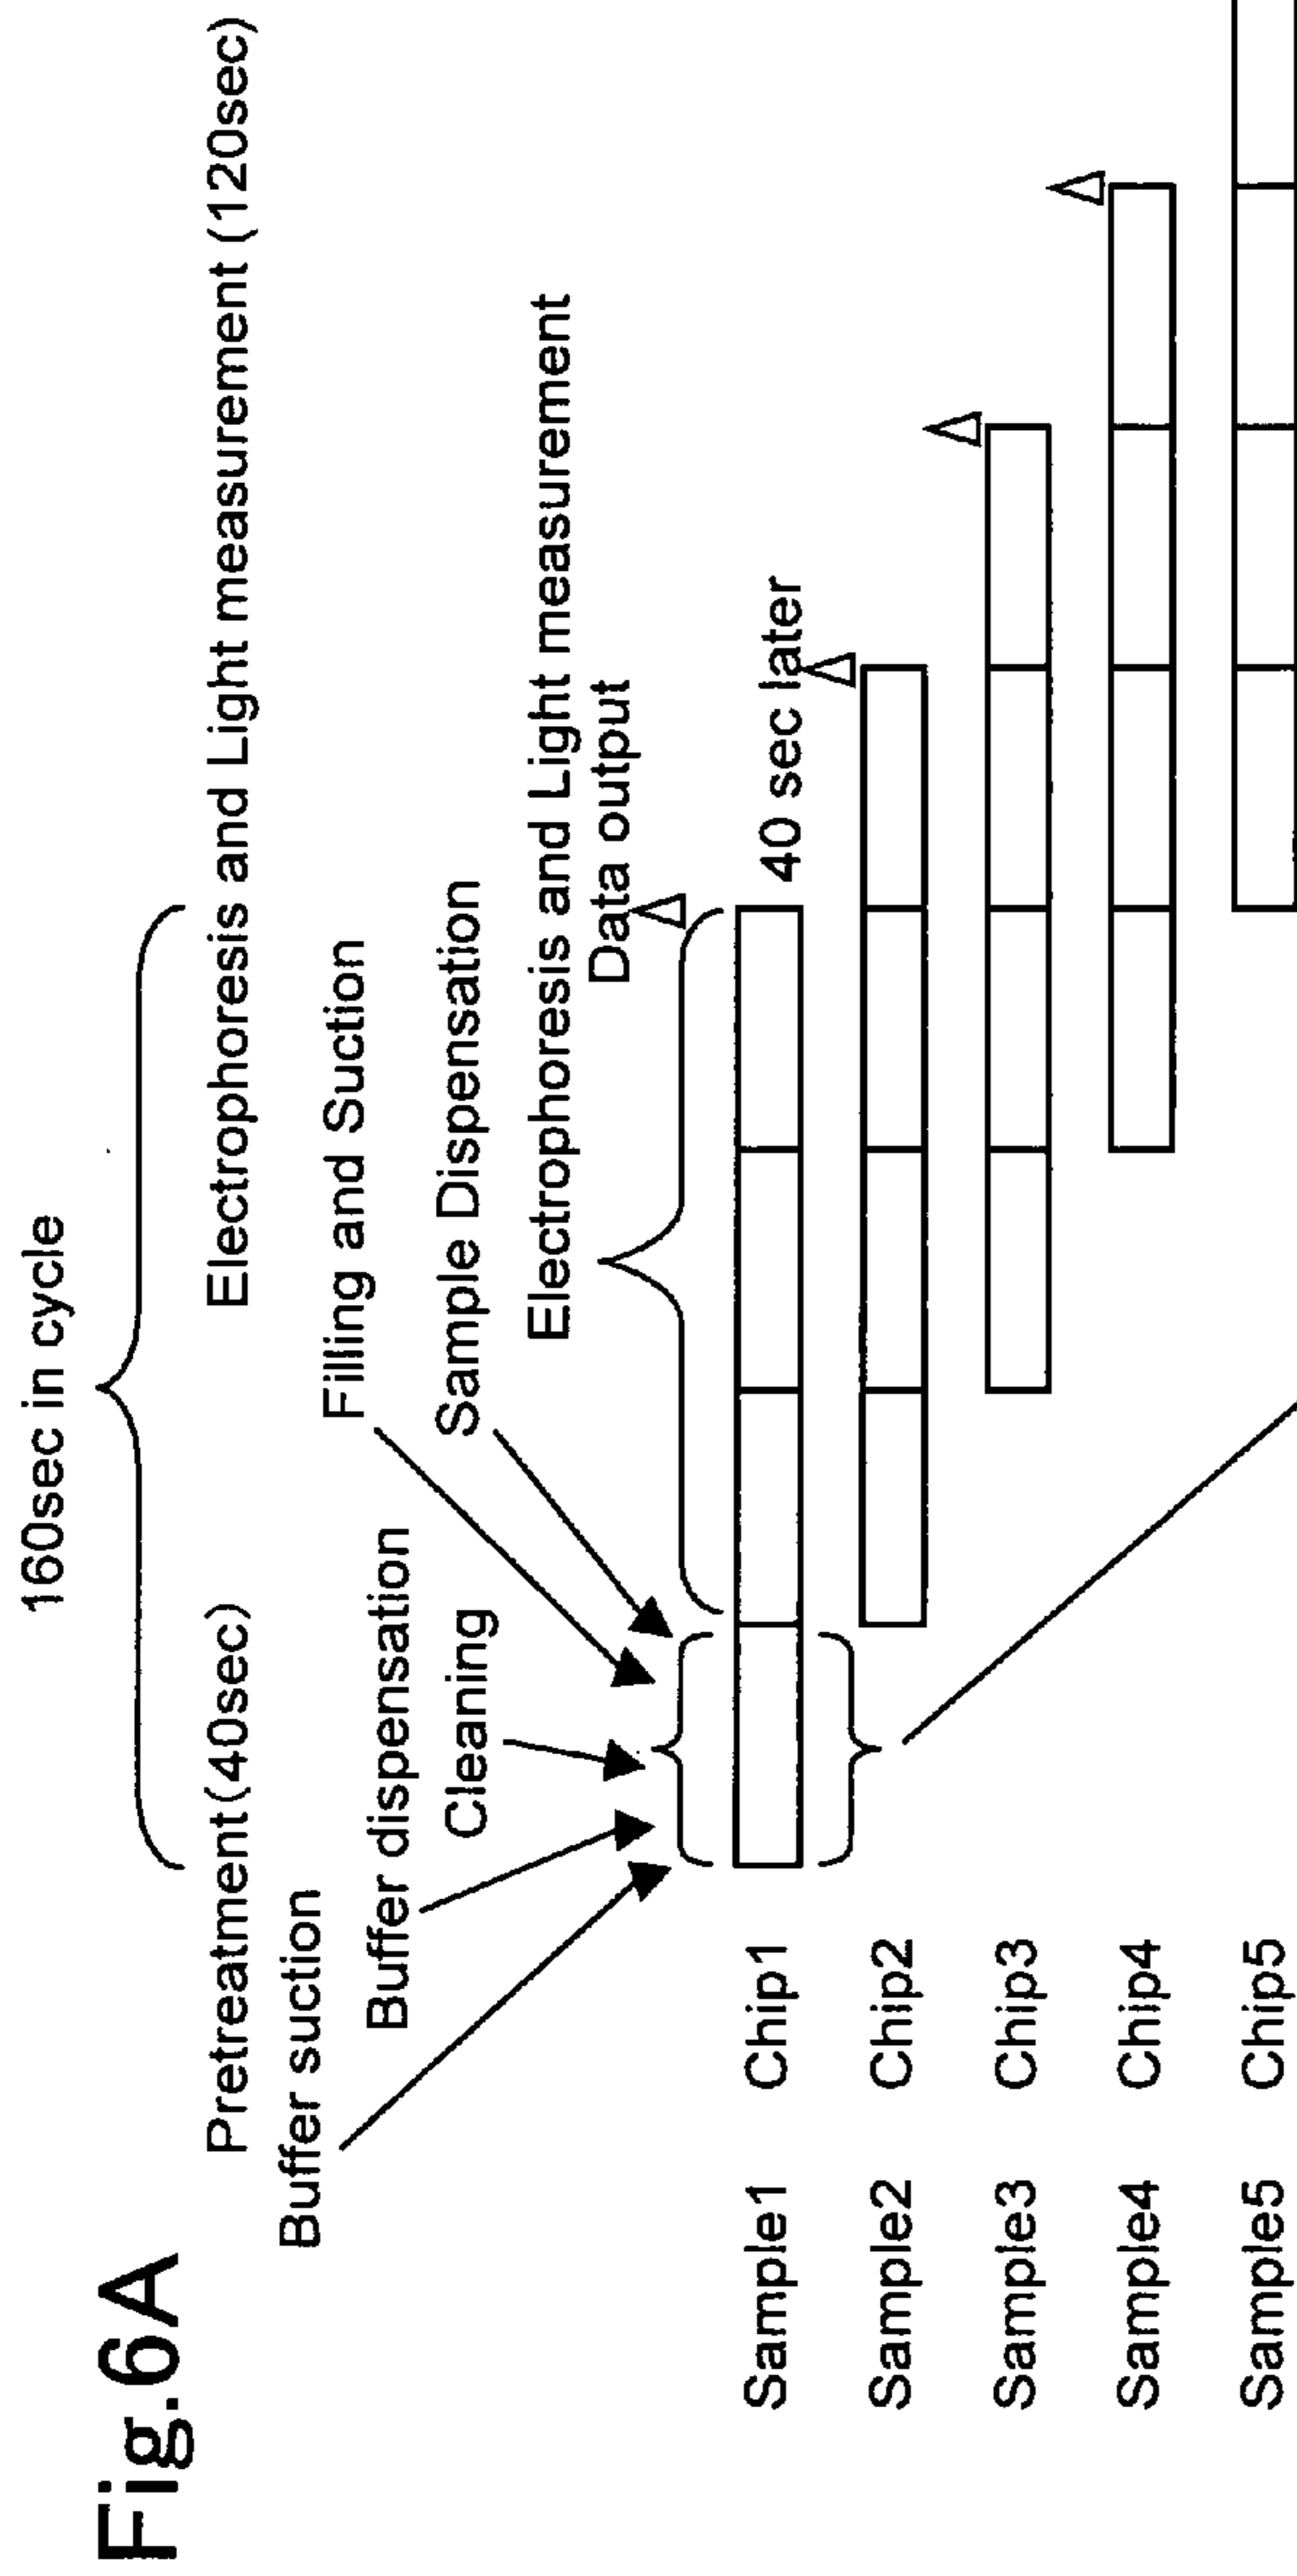 Fig.6A
160sec in cycle
Pretreatment(40sec)
Electrophoresis and Light measurement (120sec)
Buffer suction
Filling and Suction
Buffer dispensation
Cleaning
Sample Dispensation
Electrophoresis and Light measurement
Data output
Sample1 Chip1
40 sec later
Sample2 Chip2
Sample3 Chip3
Sample4 Chip4
Sample5 Chip5